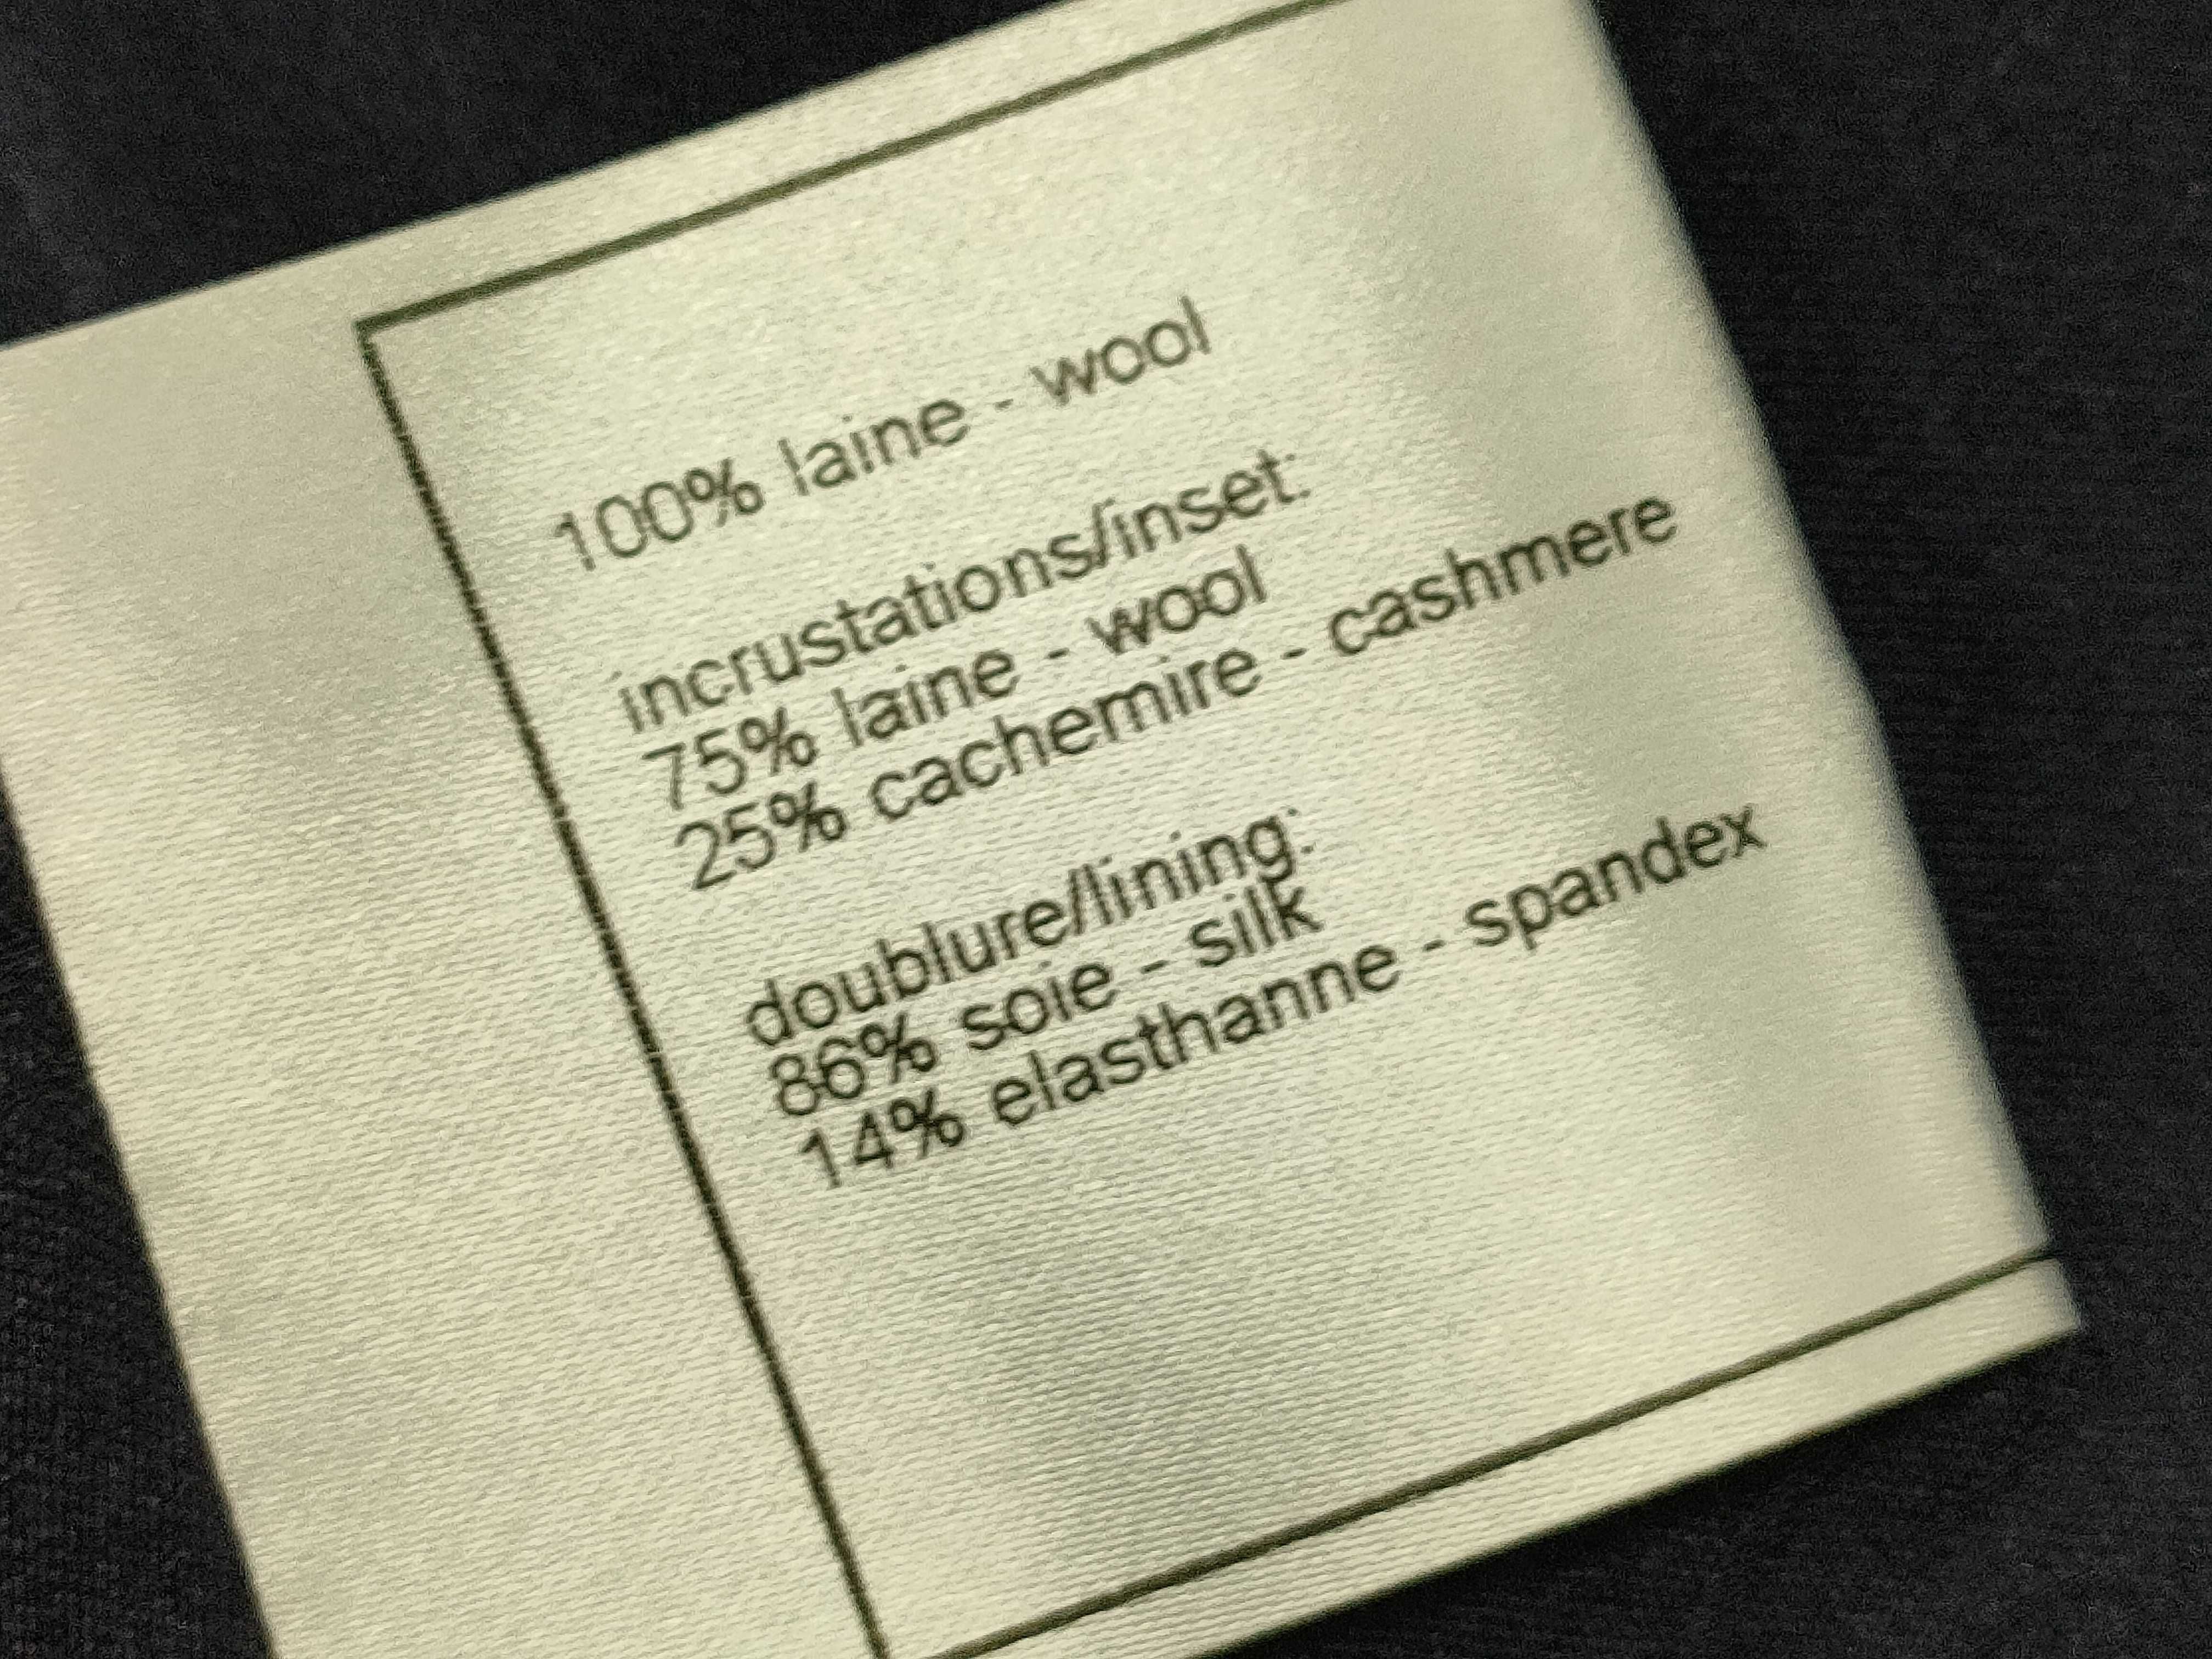 100% laine - wool
incrustations/inset:
75% laine - wool
25% cachemire - cashmere
doublure/lining:
86% soie - silk
14% elasthanne - spandex